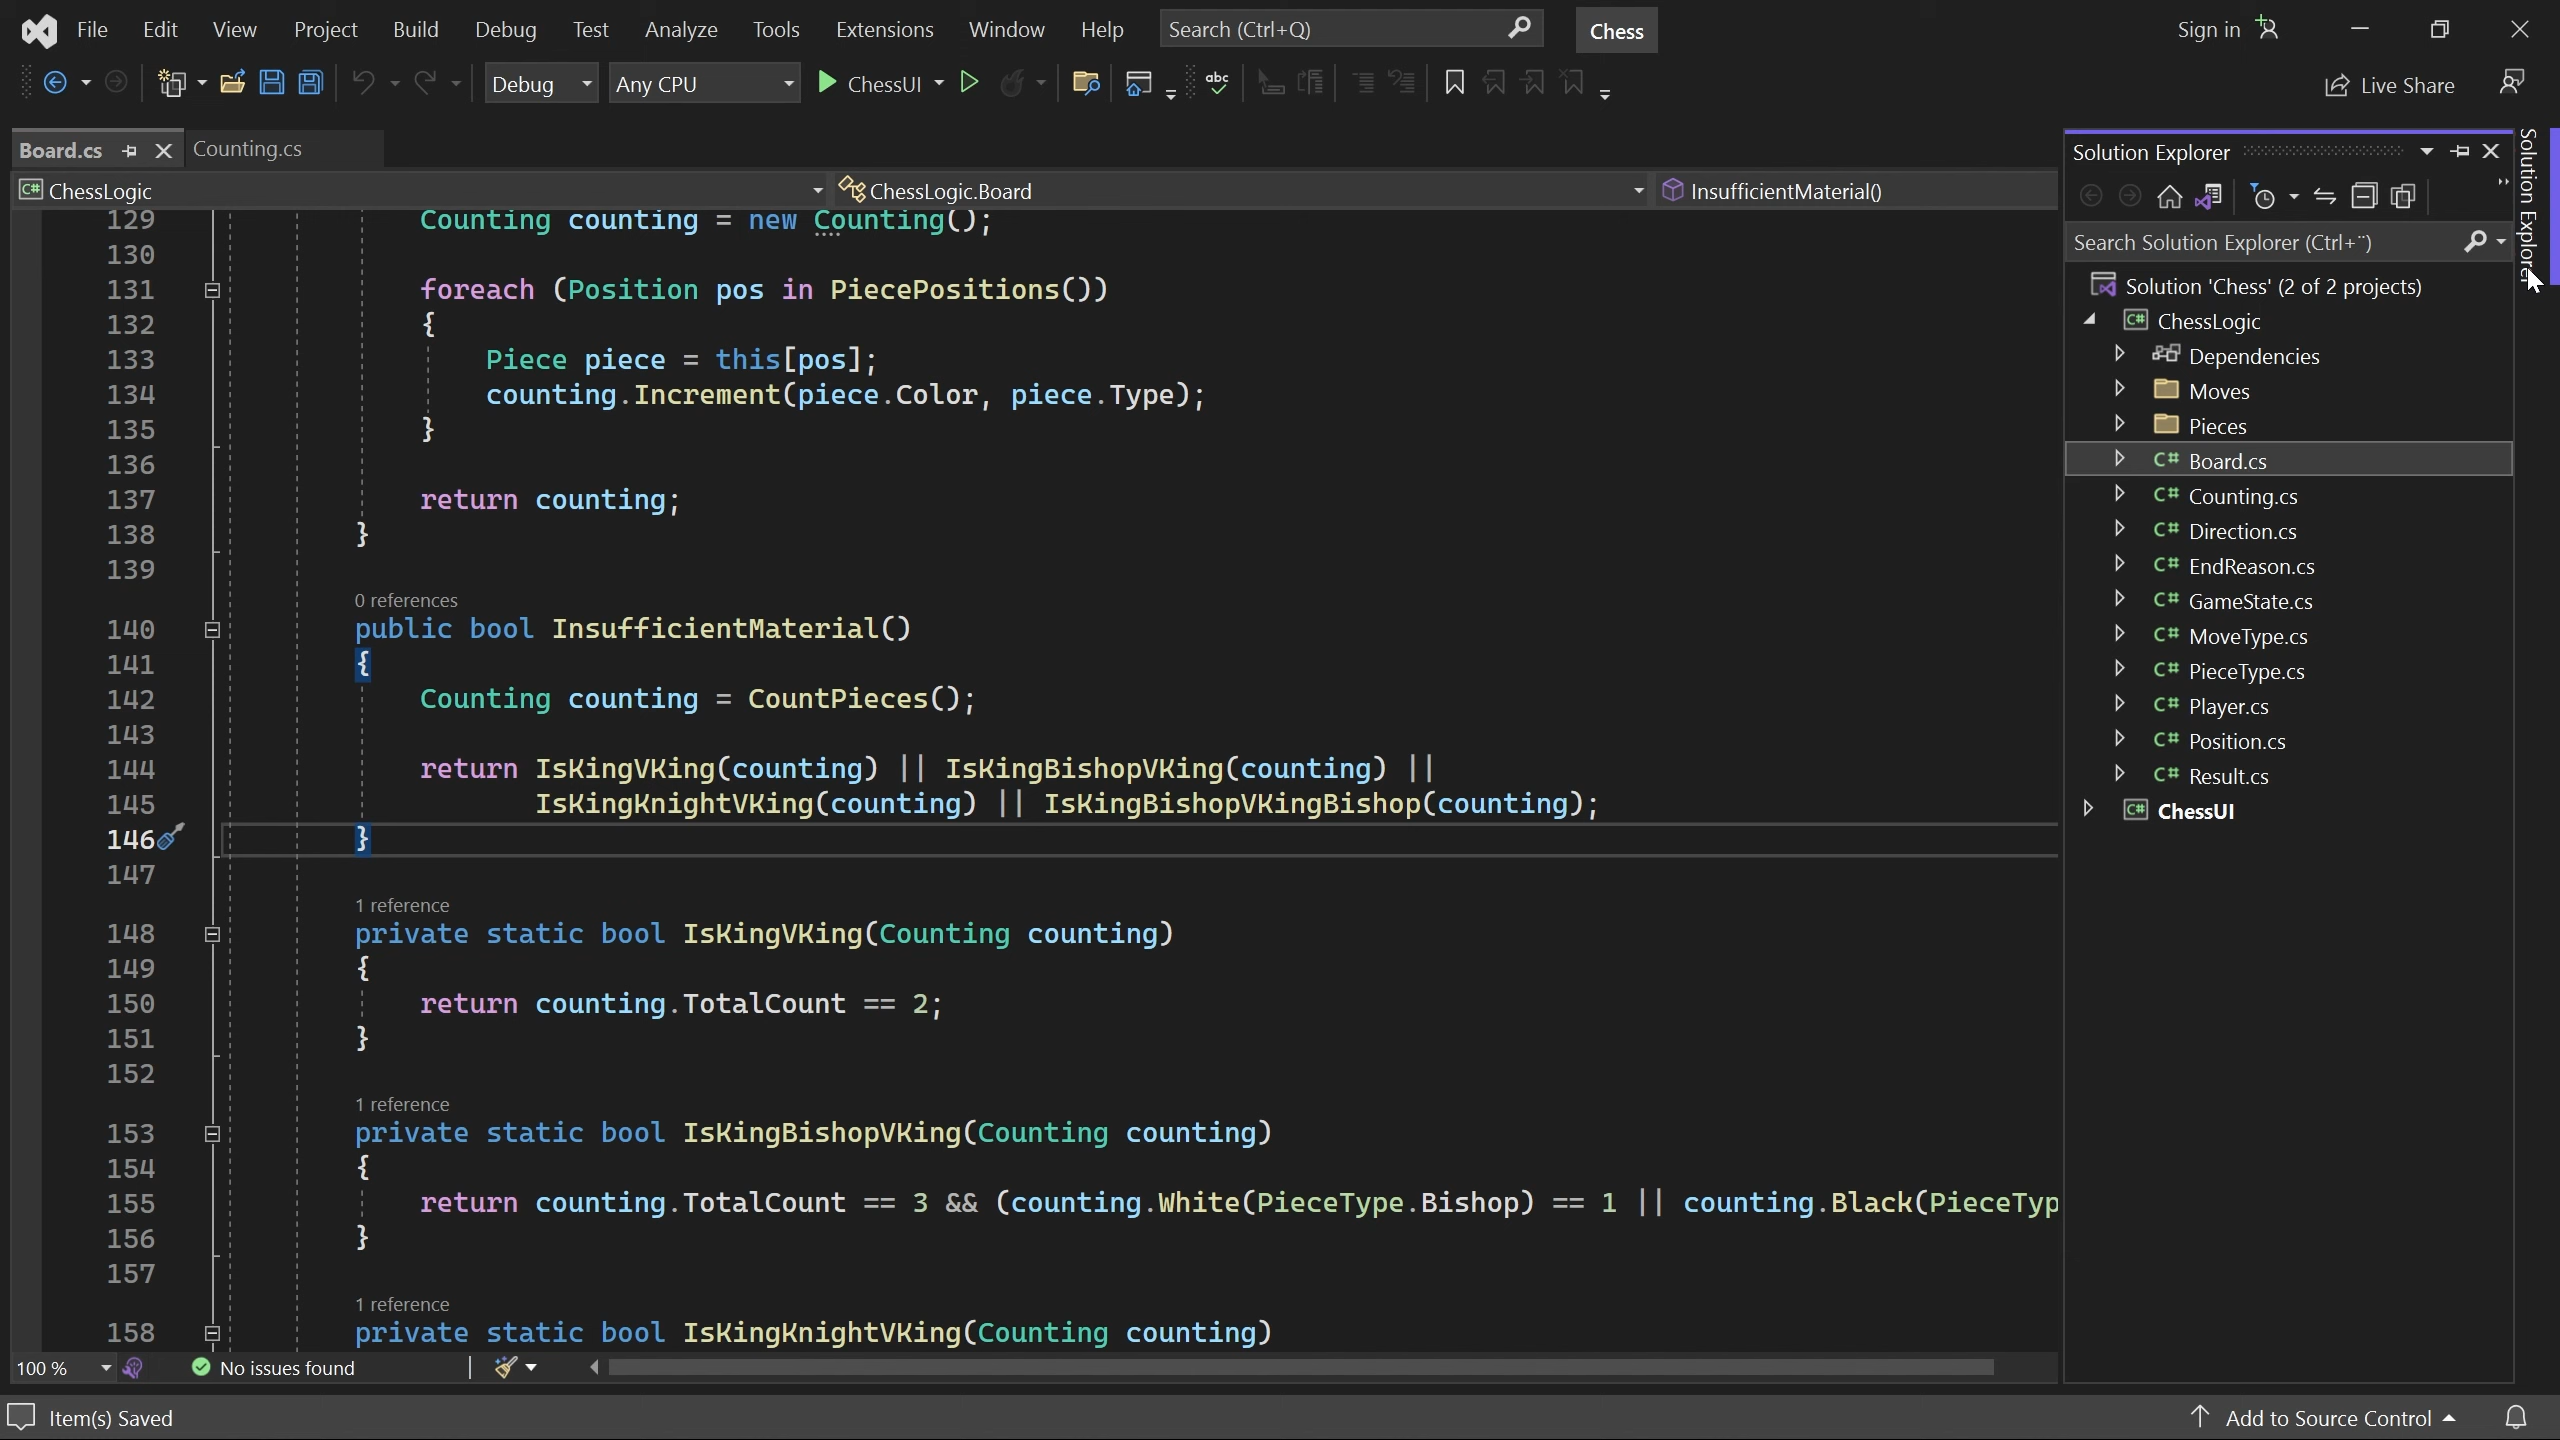 File Edit View Project Build Debug Test Analyze Tools Extensions Window Help Search (Ctrl+Q) Chess Sign in
Debug Any CPU ChessUI abc Live Share
Board.cs Counting.cs
C# ChessLogic ChessLogic.Board InsufficientMaterial()
129 Counting counting = new Counting();
130
131 foreach (Position pos in PiecePositions())
132 {
133 Piece piece = this[pos];
134 counting.Increment(piece.Color, piece.Type);
135 }
136
137 return counting;
138 }
139
0 references
140 public bool InsufficientMaterial()
141 {
142 Counting counting = CountPieces();
143
144 return IsKingVKing(counting) || IsKingBishopVKing(counting) ||
145 IsKingKnightVKing(counting) || IsKingBishopVKingBishop(counting);
146 }
147
1 reference
148 private static bool IsKingVKing(Counting counting)
149 {
150 return counting.TotalCount == 2;
151 }
152
1 reference
153 private static bool IsKingBishopVKing(Counting counting)
154 {
155 return counting.TotalCount == 3 && (counting.White(PieceType.Bishop) == 1 || counting.Black(PieceTyp
156 }
157
1 reference
158 private static bool IsKingKnightVKing(Counting counting)
100 % No issues found
Solution Explorer
Search Solution Explorer (Ctrl+¨)
Solution 'Chess' (2 of 2 projects)
C# ChessLogic
Dependencies
Moves
Pieces
C# Board.cs
C# Counting.cs
C# Direction.cs
C# EndReason.cs
C# GameState.cs
C# MoveType.cs
C# PieceType.cs
C# Player.cs
C# Position.cs
C# Result.cs
C# ChessUI
Solution Explorer
Item(s) Saved Add to Source Control